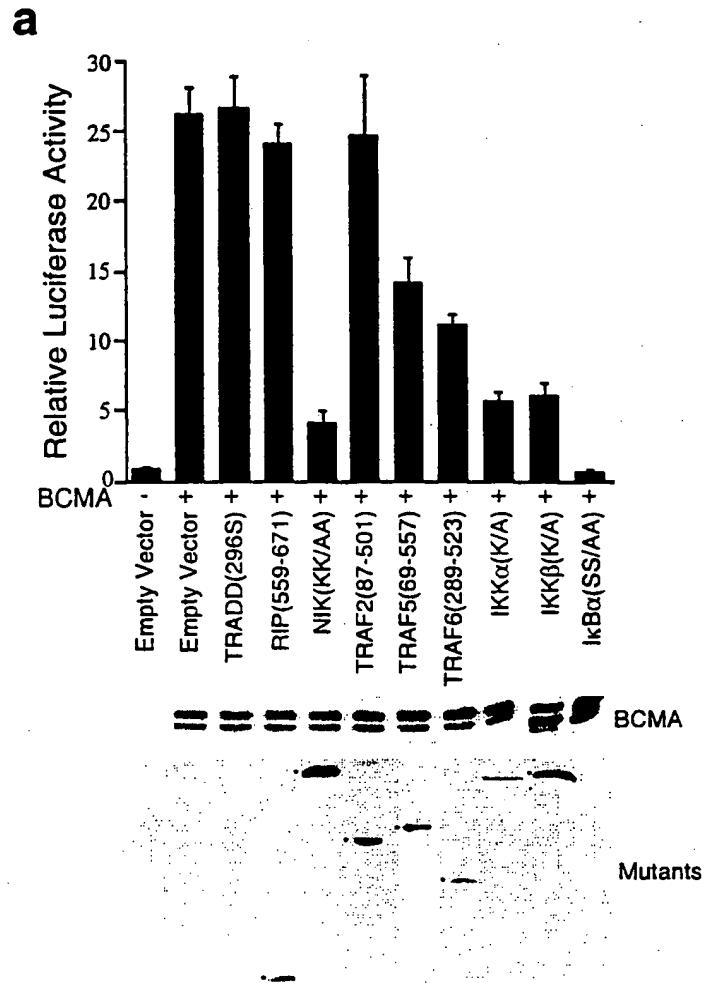 a
Relative Luciferase Activity
30
25
20
15
10
5
0
BCMA - + + + + + + + + + +
Empty Vector
Empty Vector
TRADD(296S)
RIP(559-671)
NIK(KK/AA)
TRAF2(87-501)
TRAF5(69-557)
TRAF6(289-523)
IKKα(K/A)
IKKβ(K/A)
IκBα(SS/AA)
BCMA
Mutants